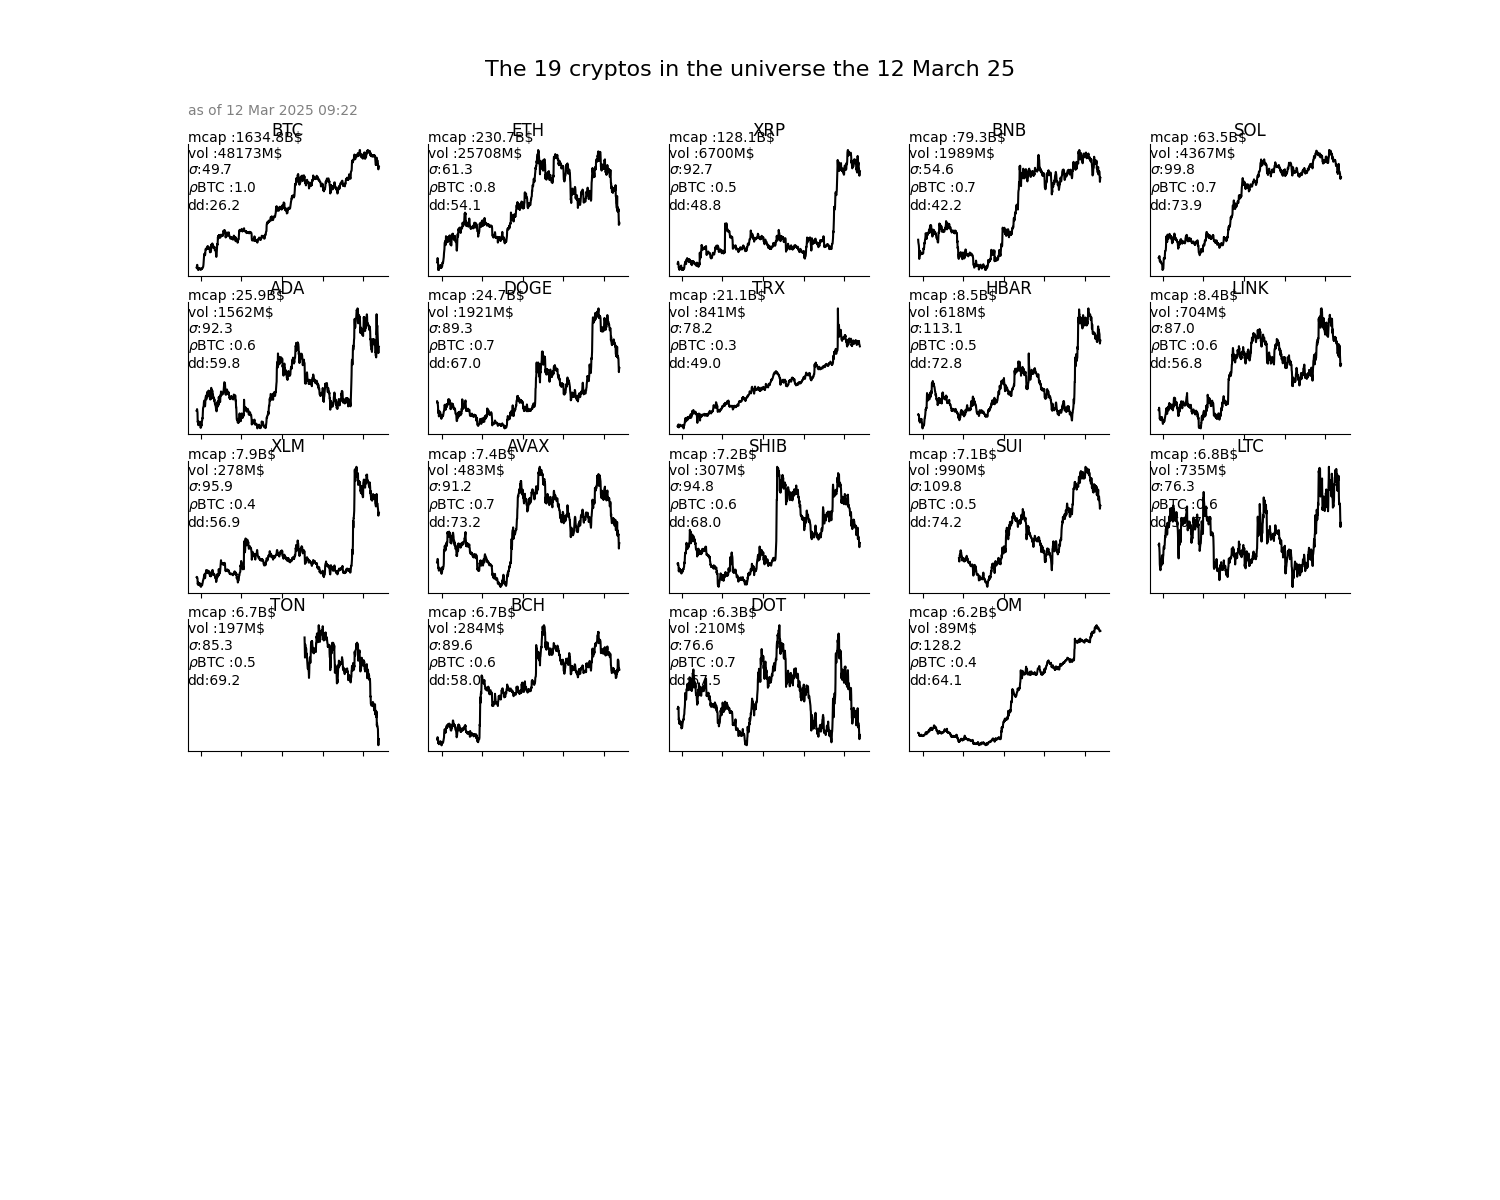 The 19 cryptos in the universe the 12 March 25
as of 12 Mar 2025 09:22
BTC
mcap :1634.8B$
vol :48173M$
σ:49.7
ρBTC :1.0
dd:26.2
ETH
mcap :230.7B$
vol :25708M$
σ:61.3
ρBTC :0.8
dd:54.1
XRP
mcap :128.1B$
vol :6700M$
σ:92.7
ρBTC :0.5
dd:48.8
BNB
mcap :79.3B$
vol :1989M$
σ:54.6
ρBTC :0.7
dd:42.2
SOL
mcap :63.5B$
vol :4367M$
σ:99.8
ρBTC :0.7
dd:73.9
ADA
mcap :25.9B$
vol :1562M$
σ:92.3
ρBTC :0.6
dd:59.8
DOGE
mcap :24.7B$
vol :1921M$
σ:89.3
ρBTC :0.7
dd:67.0
TRX
mcap :21.1B$
vol :841M$
σ:78.2
ρBTC :0.3
dd:49.0
HBAR
mcap :8.5B$
vol :618M$
σ:113.1
ρBTC :0.5
dd:72.8
LINK
mcap :8.4B$
vol :704M$
σ:87.0
ρBTC :0.6
dd:56.8
XLM
mcap :7.9B$
vol :278M$
σ:95.9
ρBTC :0.4
dd:56.9
AVAX
mcap :7.4B$
vol :483M$
σ:91.2
ρBTC :0.7
dd:73.2
SHIB
mcap :7.2B$
vol :307M$
σ:94.8
ρBTC :0.6
dd:68.0
SUI
mcap :7.1B$
vol :990M$
σ:109.8
ρBTC :0.5
dd:74.2
LTC
mcap :6.8B$
vol :735M$
σ:76.3
ρBTC :0.6
TON
mcap :6.7B$
vol :197M$
σ:85.3
ρBTC :0.5
dd:69.2
BCH
mcap :6.7B$
vol :284M$
σ:89.6
ρBTC :0.6
dd:58.0
DOT
mcap :6.3B$
vol :210M$
σ:76.6
ρBTC :0.7
dd:67.5
OM
mcap :6.2B$
vol :89M$
σ:128.2
ρBTC :0.4
dd:64.1